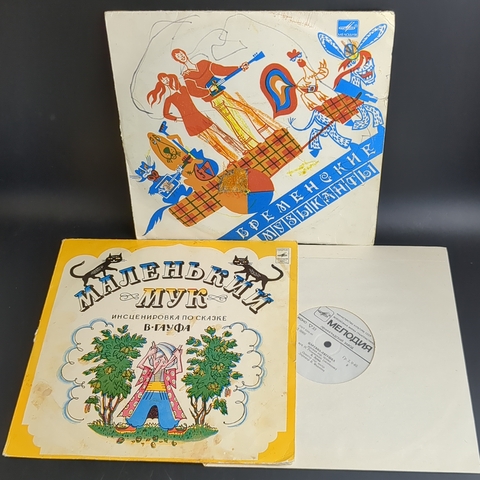 БРЕМЕНСКИЕ
МУЗЫКАНТЫ
МАЛЕНЬКИЙ
МУК
ИНСЦЕНИРОВКА ПО СКАЗКЕ
В.ГАУФА
МЕЛОДИЯ